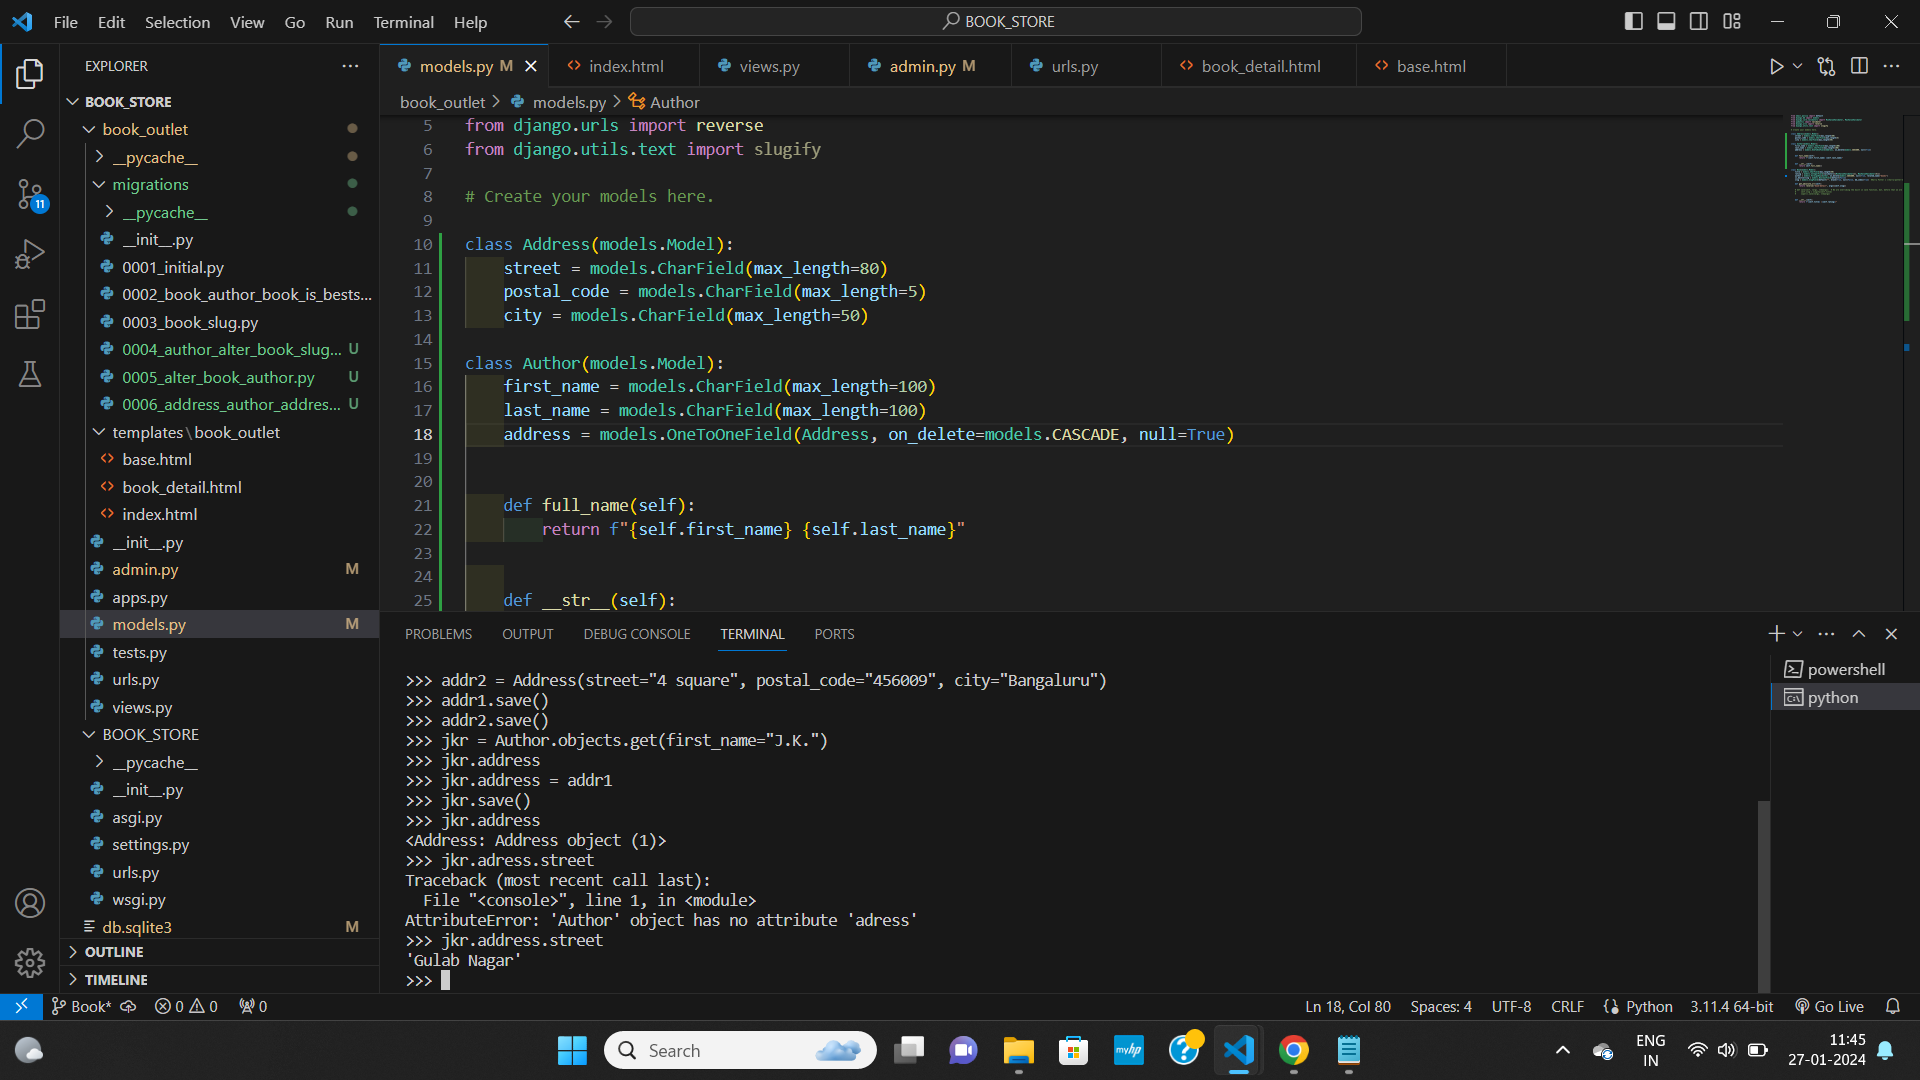 File Edit Selection View Go Run Terminal Help
BOOK_STORE
EXPLORER
BOOK_STORE
book_outlet
__pycache__
migrations
__pycache__
__init__.py
0001_initial.py
0002_book_author_book_is_bests...
0003_book_slug.py
0004_author_alter_book_slug... U
0005_alter_book_author.py U
0006_address_author_addres... U
templates\book_outlet
base.html
book_detail.html
index.html
__init__.py
admin.py M
apps.py
models.py M
tests.py
urls.py
views.py
BOOK_STORE
__pycache__
__init__.py
asgi.py
settings.py
urls.py
wsgi.py
db.sqlite3 M
OUTLINE
TIMELINE
11
models.py M index.html views.py admin.py M urls.py book_detail.html base.html
book_outlet > models.py > Author
5 from django.urls import reverse
6 from django.utils.text import slugify
7
8 # Create your models here.
9
10 class Address(models.Model):
11 street = models.CharField(max_length=80)
12 postal_code = models.CharField(max_length=5)
13 city = models.CharField(max_length=50)
14
15 class Author(models.Model):
16 first_name = models.CharField(max_length=100)
17 last_name = models.CharField(max_length=100)
18 address = models.OneToOneField(Address, on_delete=models.CASCADE, null=True)
19
20
21 def full_name(self):
22 return f"{self.first_name} {self.last_name}"
23
24
25 def __str__(self):
PROBLEMS OUTPUT DEBUG CONSOLE TERMINAL PORTS
>>> addr2 = Address(street="4 square", postal_code="456009", city="Bangaluru")
>>> addr1.save()
>>> addr2.save()
>>> jkr = Author.objects.get(first_name="J.K.")
>>> jkr.address
>>> jkr.address = addr1
>>> jkr.save()
>>> jkr.address
<Address: Address object (1)>
>>> jkr.adress.street
Traceback (most recent call last):
File "<console>", line 1, in <module>
AttributeError: 'Author' object has no attribute 'adress'
>>> jkr.address.street
'Gulab Nagar'
>>>
powershell
python
Book* 0 0 0 Ln 18, Col 80 Spaces: 4 UTF-8 CRLF Python 3.11.4 64-bit Go Live
Search
myhp
ENG
IN
11:45
27-01-2024